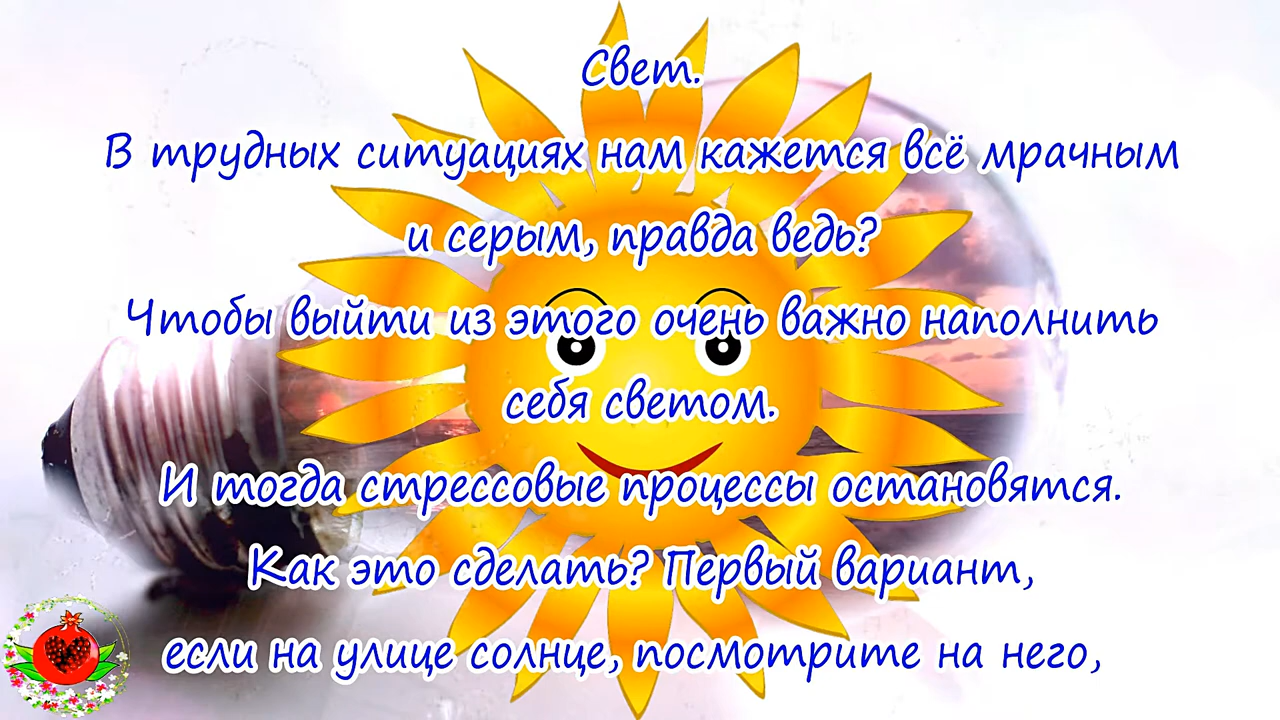 Свет.
В трудных ситуациях нам кажется всё мрачным
и серым, правда ведь?
Чтобы выйти из этого очень важно наполнить
себя светом.
И тогда стрессовые процессы остановятся.
Как это сделать? Первый вариант,
если на улице солнце, посмотрите на него,